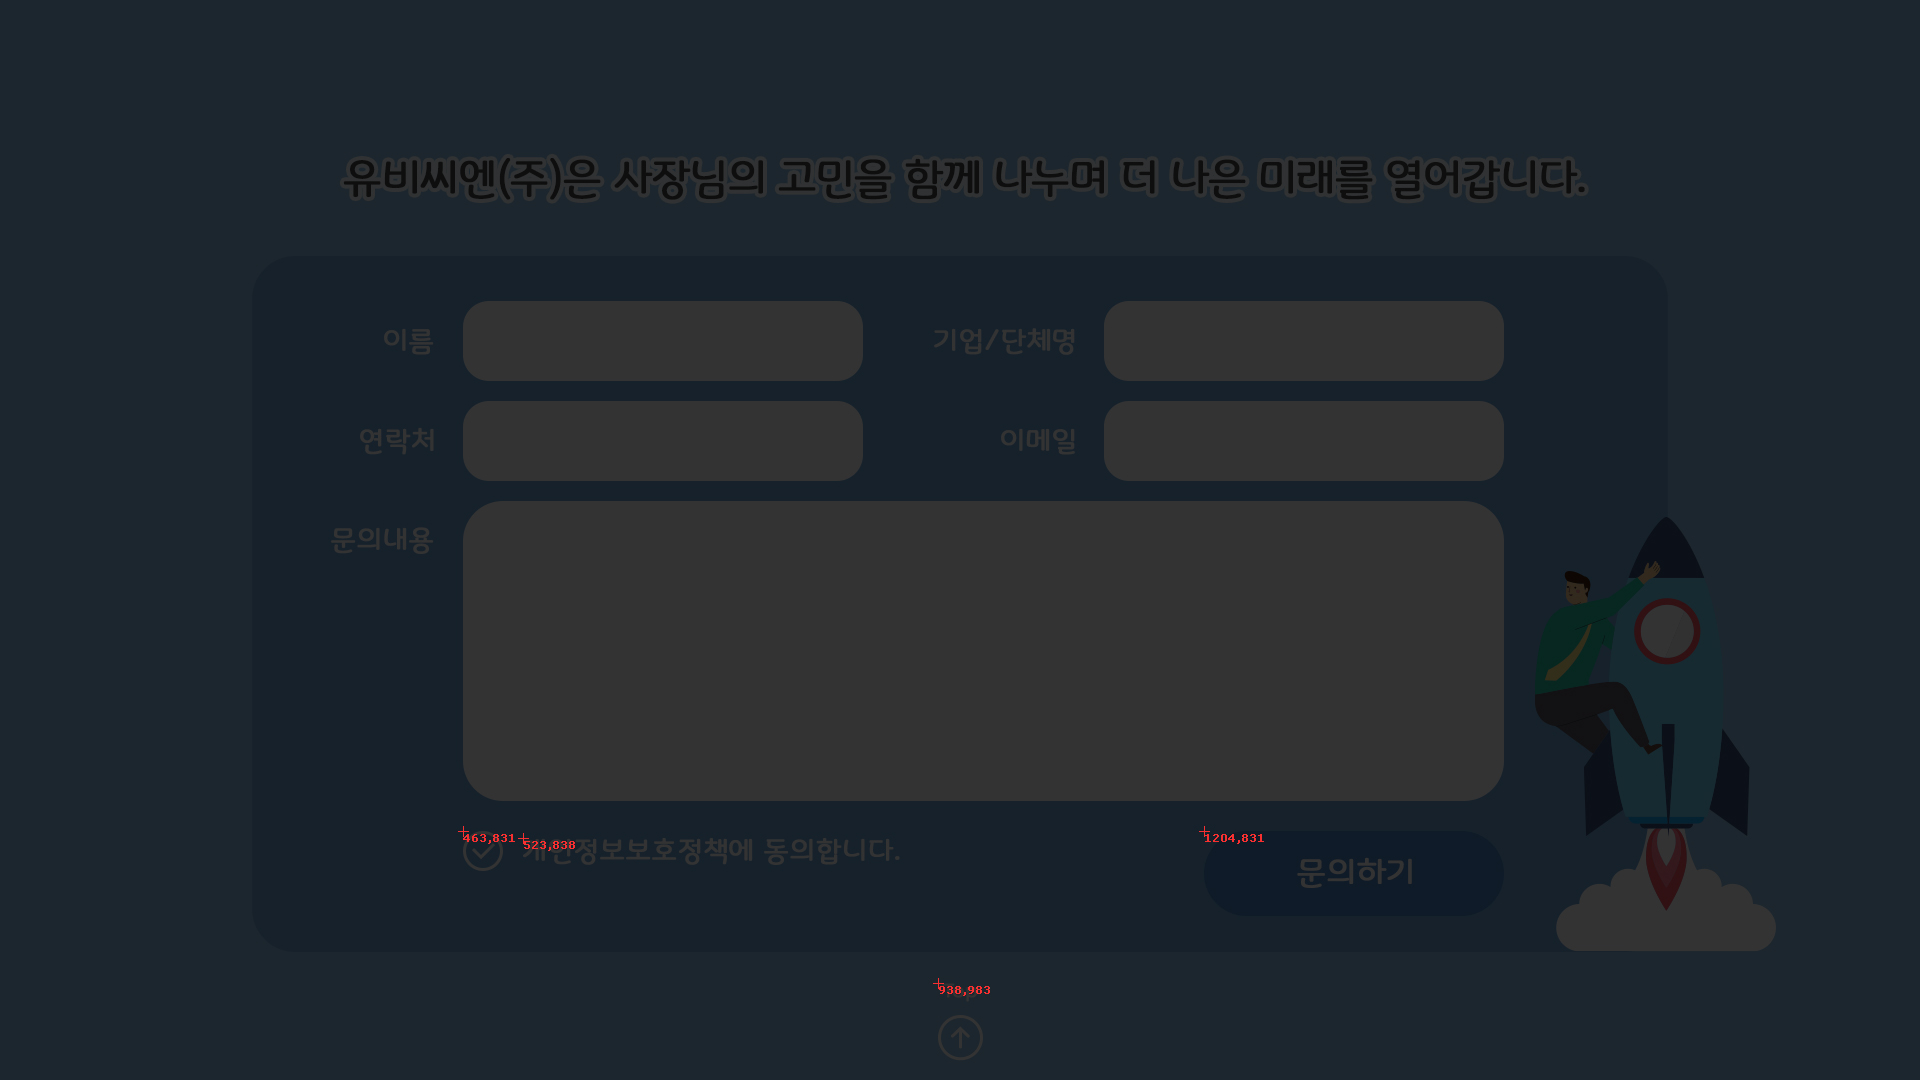 유비씨엔(주)은 사장님의 고민을 함께 나누며 더 나은 미래를 열어갑니다.
이름
기업/단체명
연락처
이메일
문의내용
463,831
523,838
개인정보보호정책에 동의합니다.
1204,831
문의하기
938,983